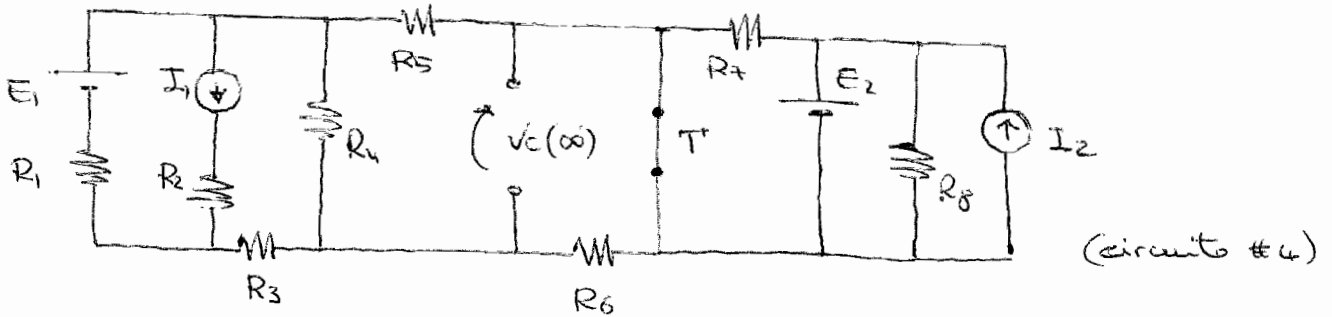 R5
R7
E1
I1
E2
R4
vc(∞)
T
I2
R1
R2
R8
(circuito #4)
R3
R6